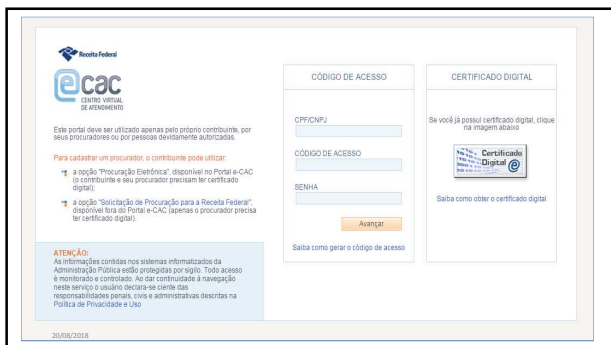 Receita Federal
ecac
CENTRO VIRTUAL
DE ATENDIMENTO
Este portal deve ser utilizado apenas pelo próprio contribuinte, por
seus procuradores ou por pessoas devidamente autorizadas.
Para cadastrar um procurador, o contribuinte pode utilizar:
a opção "Procuração Eletrônica", disponível no Portal e-CAC
(o contribuinte e seu procurador precisam ter certificado
digital);
a opção "Solicitação de Procuração para a Receita Federal",
disponível fora do Portal e-CAC (apenas o procurador precisa
ter certificado digital).
ATENÇÃO:
As informações contidas nos sistemas informatizados da
Administração Pública estão protegidas por sigilo. Todo acesso
é monitorado e controlado. Ao dar continuidade à navegação
neste serviço o usuário declara-se ciente das
responsabilidades penais, civis e administrativas descritas na
Política de Privacidade e Uso
CÓDIGO DE ACESSO
CPF/CNPJ
CÓDIGO DE ACESSO
SENHA
Avançar
Saiba como gerar o código de acesso
CERTIFICADO DIGITAL
Se você já possui certificado digital, clique
na imagem abaixo
Certificado
Digital
Saiba como obter o certificado digital
20/08/2018